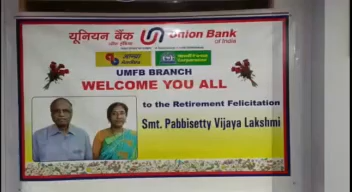 यूनियन बैंक Union Bank
of India
UMFB BRANCH
WELCOME YOU ALL
to the Retirement Felicitation
Smt. Pabbisetty Vijaya Lakshmi